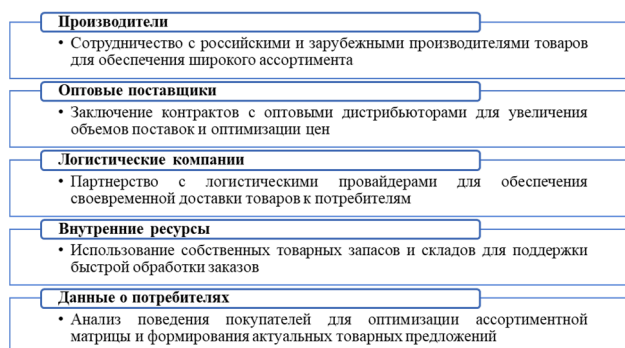 Производители
• Сотрудничество с российскими и зарубежными производителями товаров
для обеспечения широкого ассортимента
Оптовые поставщики
• Заключение контрактов с оптовыми дистрибьюторами для увеличения
объемов поставок и оптимизации цен
Логистические компании
• Партнерство с логистическими провайдерами для обеспечения
своевременной доставки товаров к потребителям
Внутренние ресурсы
• Использование собственных товарных запасов и складов для поддержки
быстрой обработки заказов
Данные о потребителях
• Анализ поведения покупателей для оптимизации ассортиментной
матрицы и формирования актуальных товарных предложений